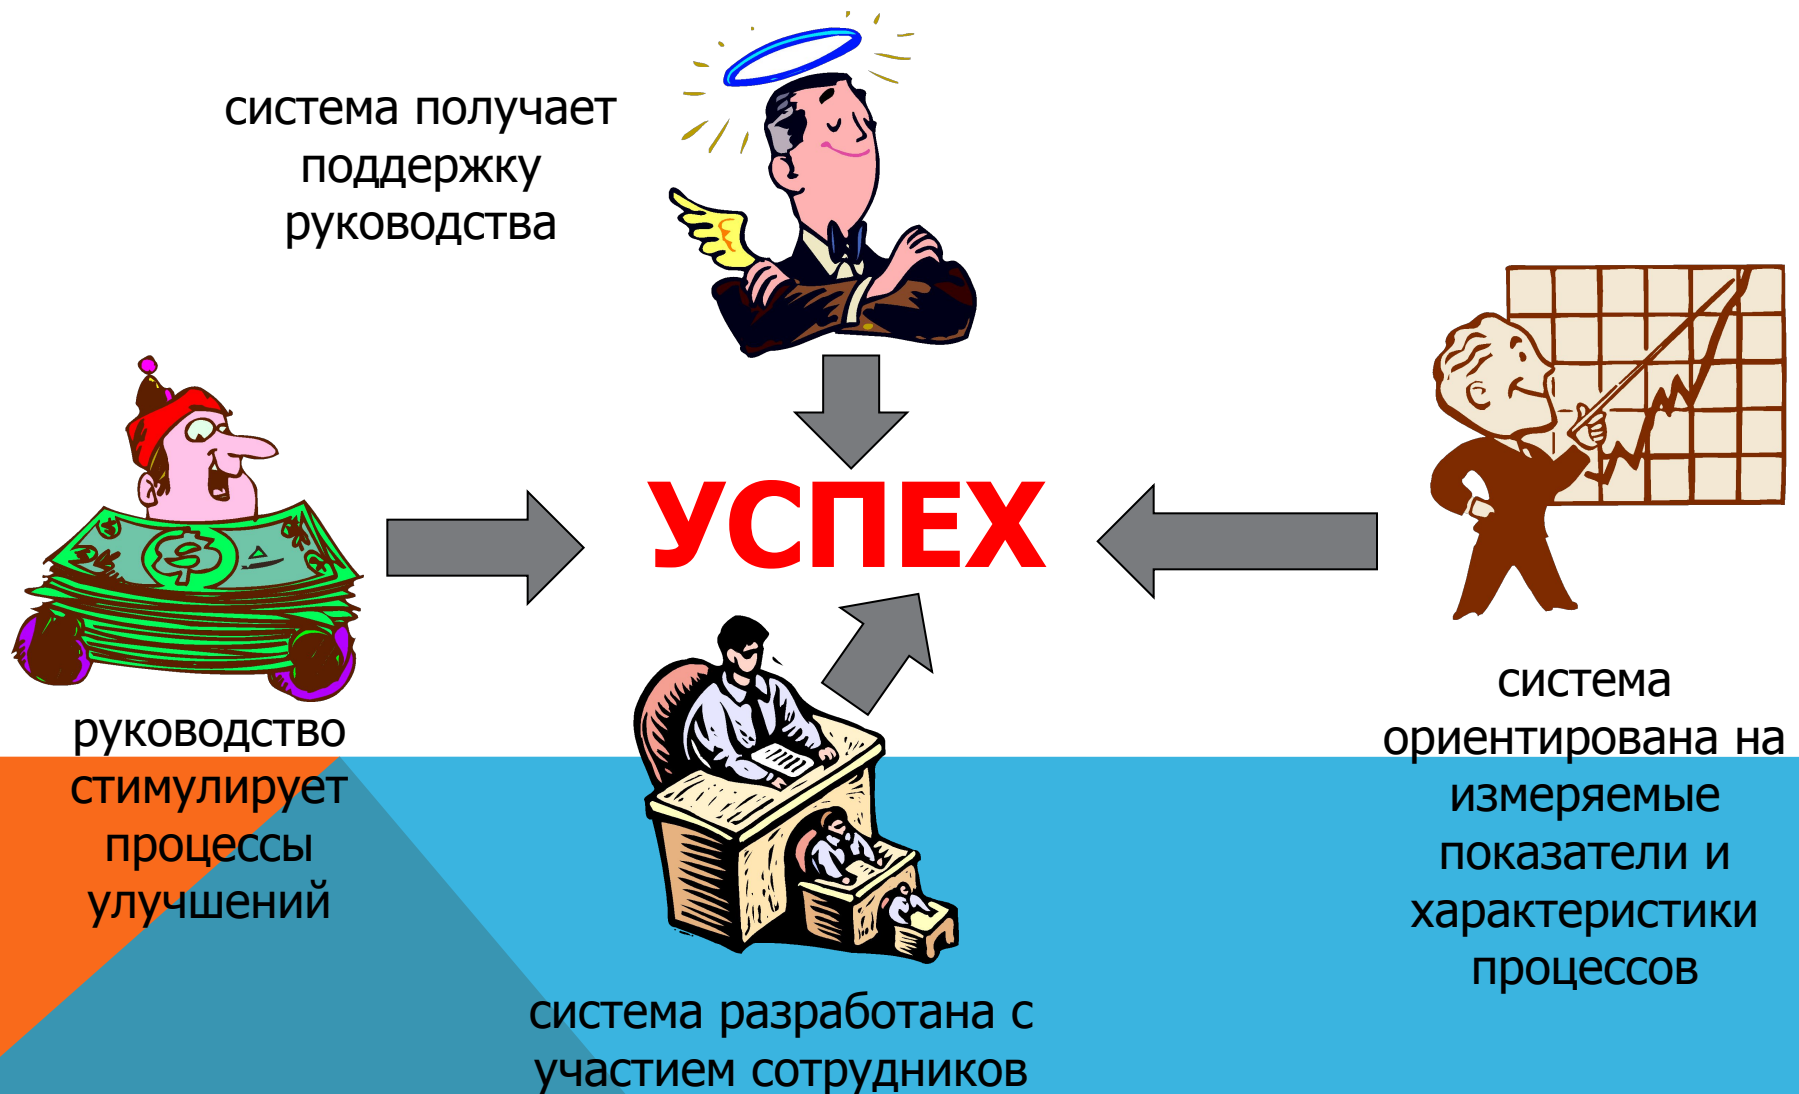 система получает
поддержку
руководства
УСПЕХ
руководство
стимулирует
процессы
улучшений
система
ориентирована на
измеряемые
показатели и
характеристики
процессов
система разработана с
участием сотрудников